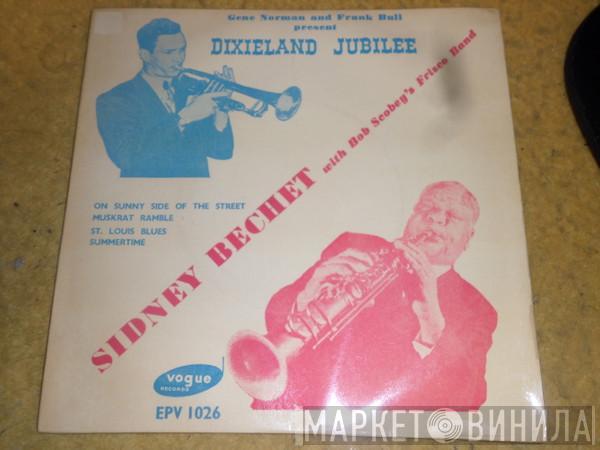 Gene Norman and Frank Bull
present
DIXIELAND JUBILEE
SIDNEY BECHET with Bob Scobey's Frisco Band
ON SUNNY SIDE OF THE STREET
MUSKRAT RAMBLE
ST. LOUIS BLUES
SUMMERTIME
vogue
RECORDS
EPV 1026
МАРКЕТ ВИНИЛА